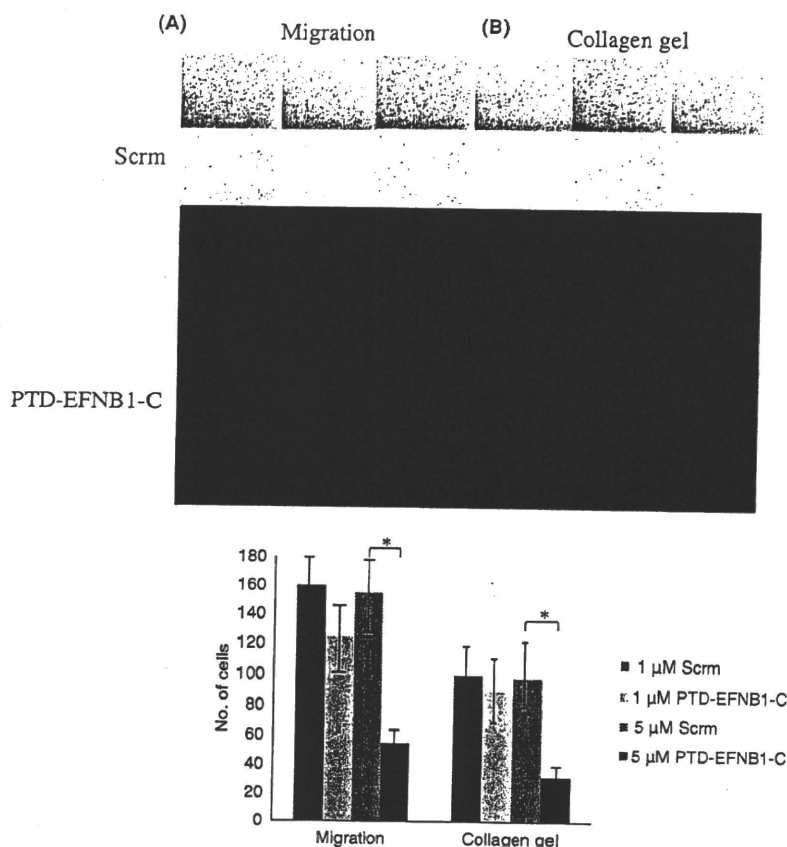 (A) Migration (B) Collagen gel
Scrm
PTD-EFNB1-C
No. of cells
180
160
140
120
100
80
60
40
20
0
*
*
Migration
Collagen gel
1 µM Scrm
1 µM PTD-EFNB1-C
5 µM Scrm
5 µM PTD-EFNB1-C